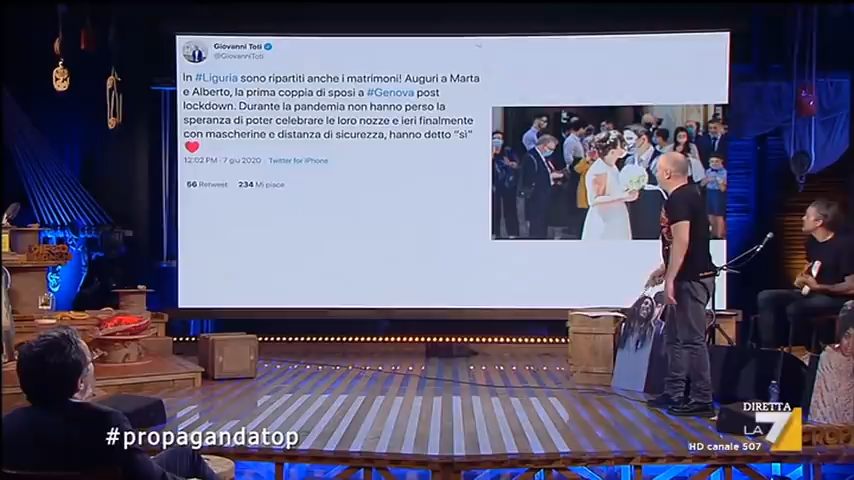 Giovanni Toti
@GiovanniToti
In #Liguria sono ripartiti anche i matrimoni! Auguri a Marta
e Alberto, la prima coppia di sposi a #Genova post
lockdown. Durante la pandemia non hanno perso la
speranza di poter celebrare le loro nozze e ieri finalmente
con mascherine e distanza di sicurezza, hanno detto "sì"
12:02 PM · 7 giu 2020 · Twitter for iPhone
56 Retweet 234 Mi piace
#propagandatop
DIRETTA
LA 7
HD canale 507